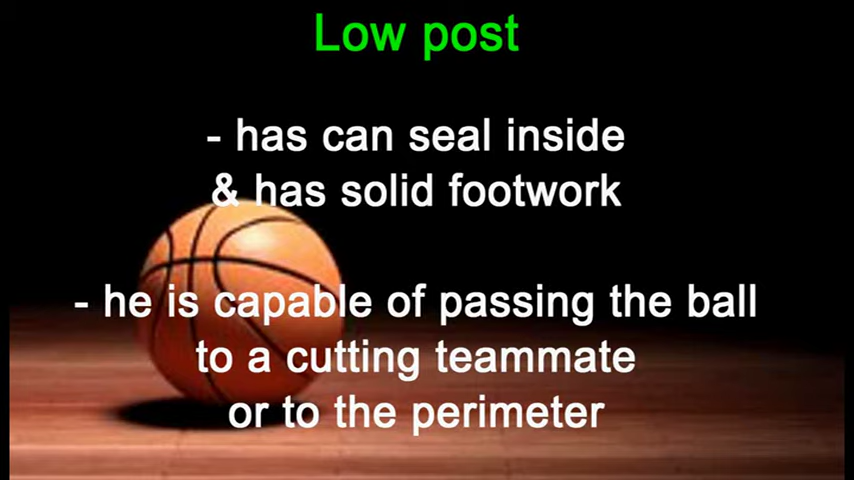 Low post
- has can seal inside
& has solid footwork
- he is capable of passing the ball
to a cutting teammate
or to the perimeter